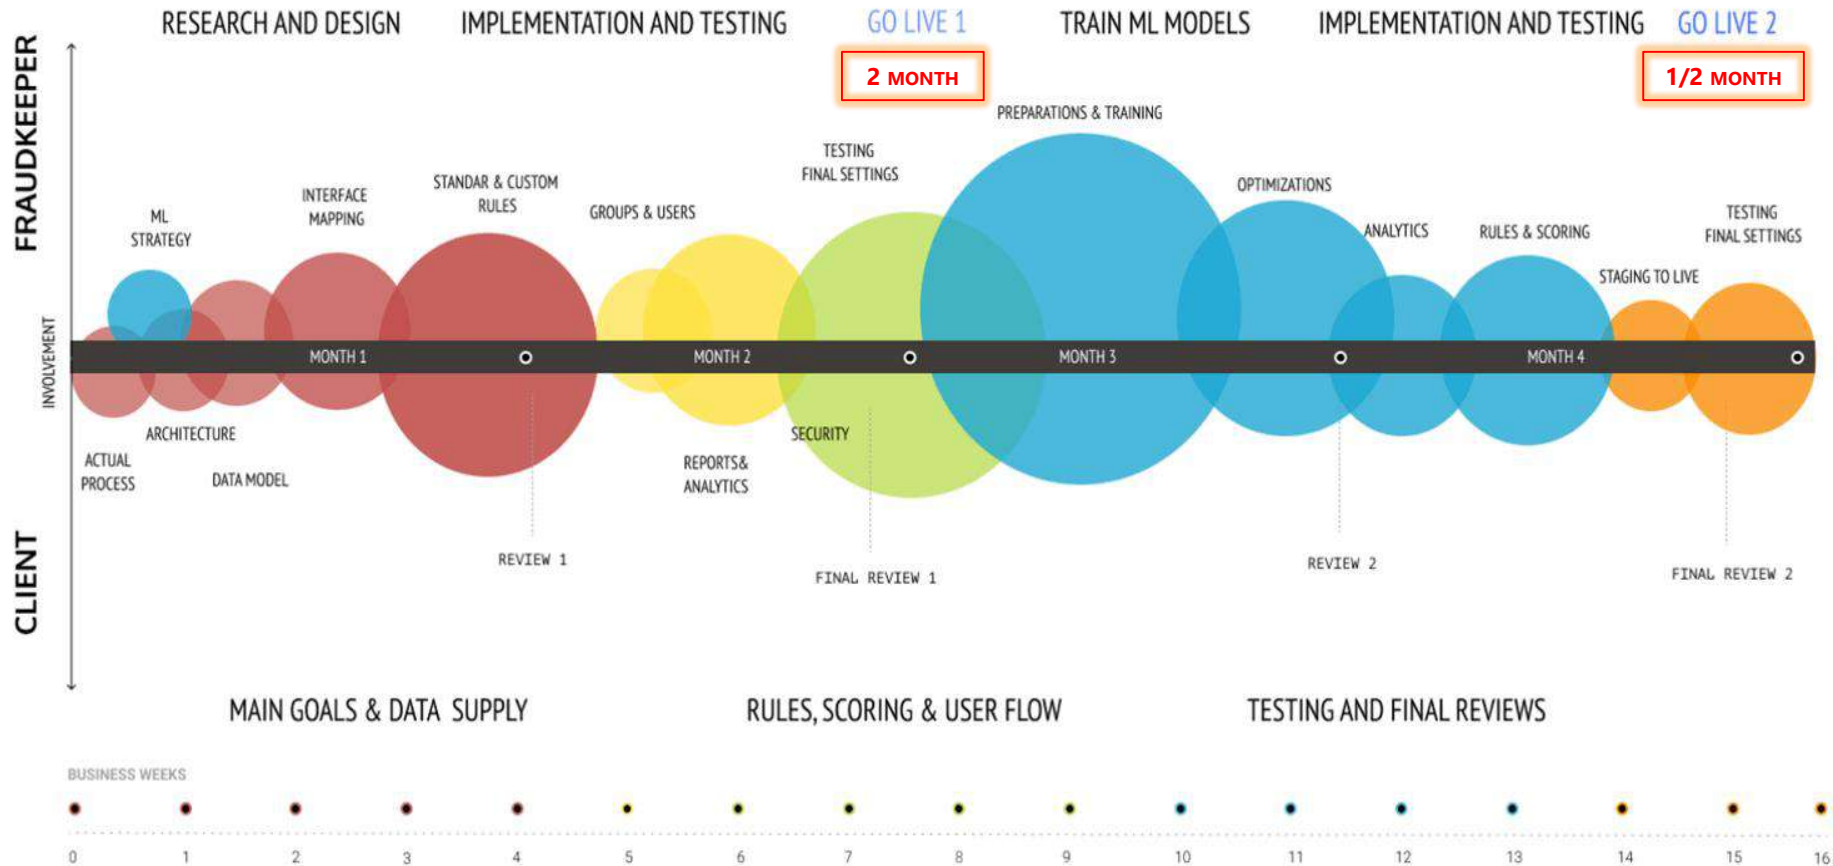 RESEARCH AND DESIGN
IMPLEMENTATION AND TESTING
GO LIVE 1
TRAIN ML MODELS
IMPLEMENTATION AND TESTING
GO LIVE 2
2 MONTH
1/2 MONTH
FRAUDKEEPER
INVOLVEMENT
CLIENT
PREPARATIONS & TRAINING
TESTING
FINAL SETTINGS
STANDAR & CUSTOM
RULES
INTERFACE
MAPPING
ML
STRATEGY
GROUPS & USERS
OPTIMIZATIONS
ANALYTICS
RULES & SCORING
STAGING TO LIVE
TESTING
FINAL SETTINGS
MONTH 1
MONTH 2
MONTH 3
MONTH 4
ARCHITECTURE
ACTUAL
PROCESS
DATA MODEL
SECURITY
REPORTS&
ANALYTICS
REVIEW 1
FINAL REVIEW 1
REVIEW 2
FINAL REVIEW 2
MAIN GOALS & DATA SUPPLY
RULES, SCORING & USER FLOW
TESTING AND FINAL REVIEWS
BUSINESS WEEKS
0 1 2 3 4 5 6 7 8 9 10 11 12 13 14 15 16